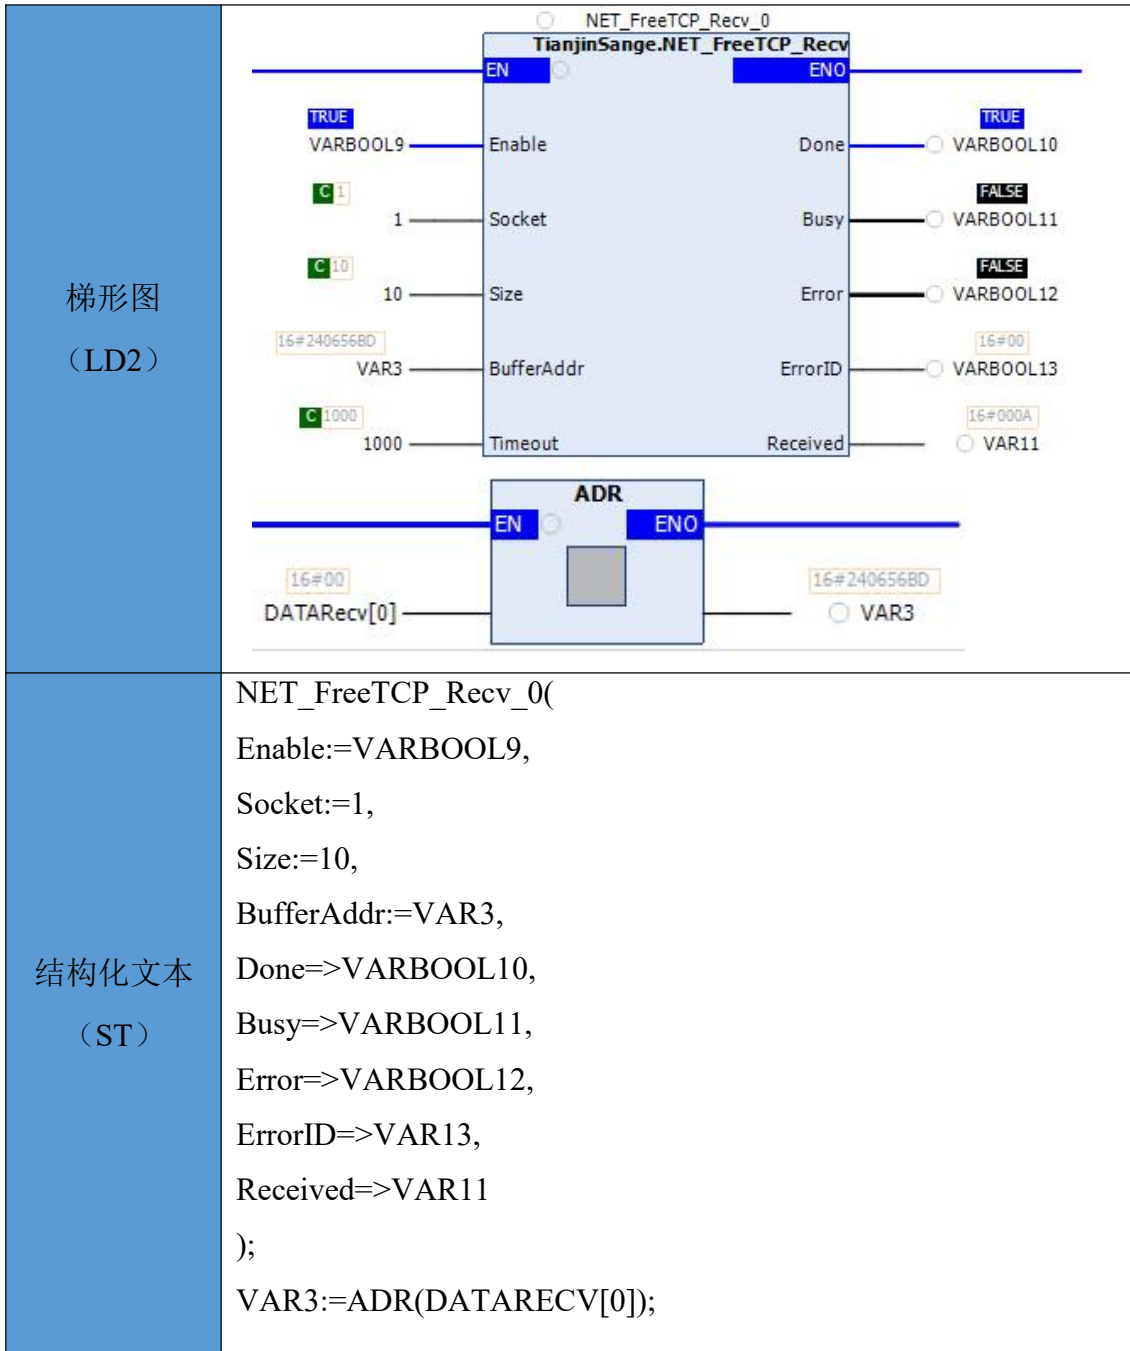 梯形图
（LD2）
NET_FreeTCP_Recv_0
TianjinSange.NET_FreeTCP_Recv
EN ENO
TRUE TRUE
VARBOOL9 Enable Done VARBOOL10
C 1 FALSE
1 Socket Busy VARBOOL11
C 10 FALSE
10 Size Error VARBOOL12
16#240656BD 16#00
VAR3 BufferAddr ErrorID VARBOOL13
C 1000 16#000A
1000 Timeout Received VAR11
ADR
EN ENO
16#00 16#240656BD
DATARecv[0] VAR3
结构化文本
（ST）
NET_FreeTCP_Recv_0(
Enable:=VARBOOL9,
Socket:=1,
Size:=10,
BufferAddr:=VAR3,
Done=>VARBOOL10,
Busy=>VARBOOL11,
Error=>VARBOOL12,
ErrorID=>VAR13,
Received=>VAR11
);
VAR3:=ADR(DATARECV[0]);